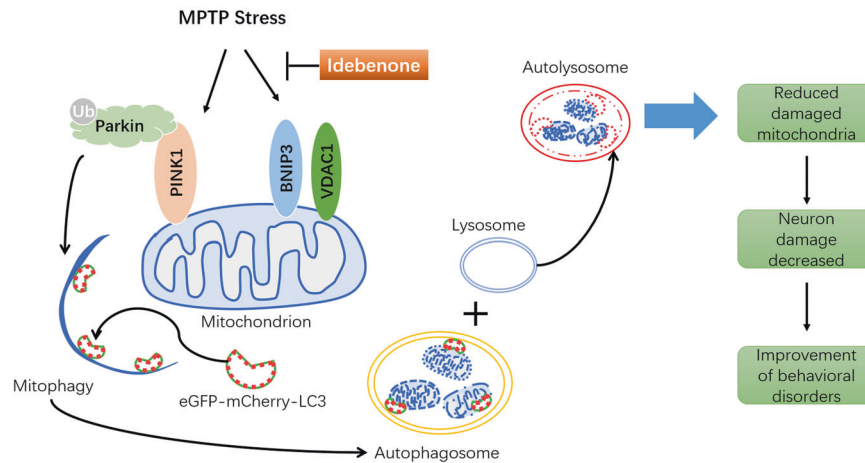 MPTP Stress
Idebenone
Ub
Parkin
PINK1
BNIP3
VDAC1
Mitochondrion
Mitophagy
eGFP-mCherry-LC3
Lysosome
+
Autophagosome
Autolysosome
Reduced
damaged
mitochondria
Neuron
damage
decreased
Improvement
of behavioral
disorders